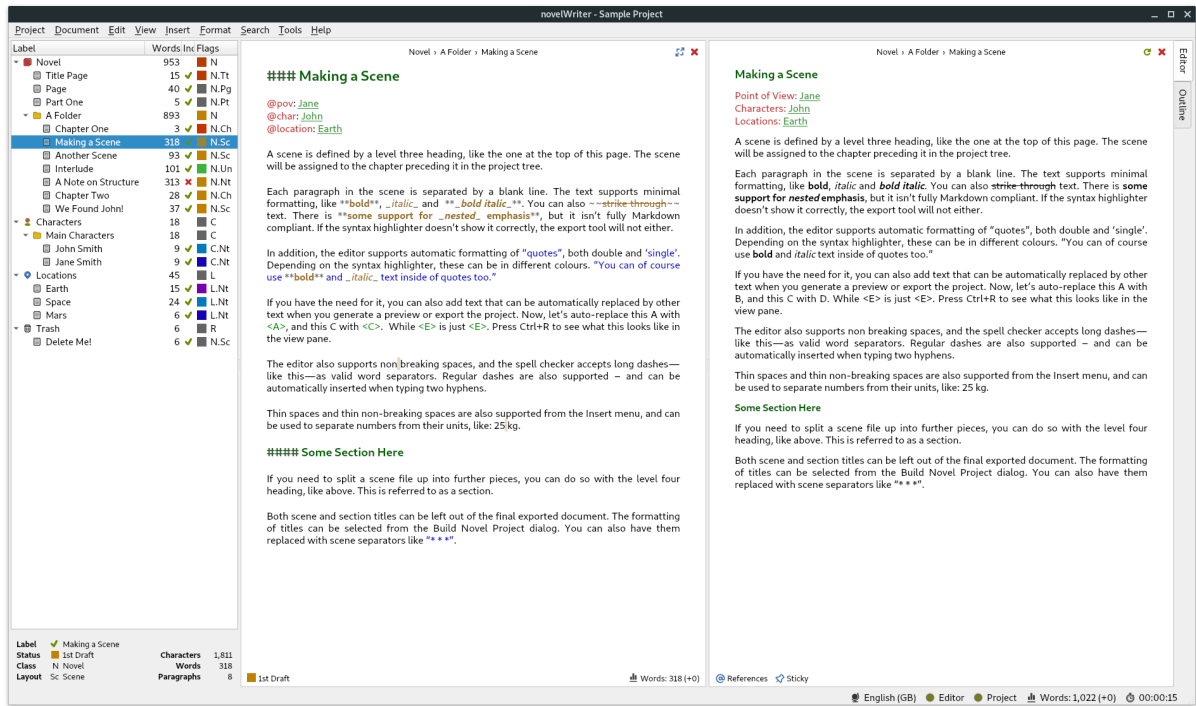 novelWriter - Sample Project
Project Document Edit View Insert Format Search Tools Help
Label Words Inc Flags
Novel 953 N
Title Page 15 N.Tt
Page 40 N.Pg
Part One 5 N.Pt
A Folder 893 N
Chapter One 3 N.Ch
Making a Scene 318 N.Sc
Another Scene 93 N.Sc
Interlude 101 N.Un
A Note on Structure 313 N.Nt
Chapter Two 28 N.Ch
We Found John! 37 N.Sc
Characters 18 C
Main Characters 18 C
John Smith 9 C.Nt
Jane Smith 9 C.Nt
Locations 45 L
Earth 15 L.Nt
Space 24 L.Nt
Mars 6 L.Nt
Trash 6 R
Delete Me! 6 N.Sc
Label Making a Scene
Status 1st Draft Characters 1,811
Class N Novel Words 318
Layout Sc Scene Paragraphs 8
Novel › A Folder › Making a Scene
### Making a Scene
@pov: Jane
@char: John
@location: Earth
A scene is defined by a level three heading, like the one at the top of this page. The scene
will be assigned to the chapter preceding it in the project tree.
Each paragraph in the scene is separated by a blank line. The text supports minimal
formatting, like **bold**, _italic_ and **_bold italic_**. You can also ~~strike through~~
text. There is **some support for _nested_ emphasis**, but it isn’t fully Markdown
compliant. If the syntax highlighter doesn’t show it correctly, the export tool will not either.
In addition, the editor supports automatic formatting of “quotes”, both double and ‘single’.
Depending on the syntax highlighter, these can be in different colours. “You can of course
use **bold** and _italic_ text inside of quotes too.”
If you have the need for it, you can also add text that can be automatically replaced by other
text when you generate a preview or export the project. Now, let’s auto-replace this A with
<A>, and this C with <C>. While <E> is just <E>. Press Ctrl+R to see what this looks like in
the view pane.
The editor also supports non breaking spaces, and the spell checker accepts long dashes—
like this—as valid word separators. Regular dashes are also supported – and can be
automatically inserted when typing two hyphens.
Thin spaces and thin non-breaking spaces are also supported from the Insert menu, and can
be used to separate numbers from their units, like: 25 kg.
#### Some Section Here
If you need to split a scene file up into further pieces, you can do so with the level four
heading, like above. This is referred to as a section.
Both scene and section titles can be left out of the final exported document. The formatting
of titles can be selected from the Build Novel Project dialog. You can also have them
replaced with scene separators like “* * *”.
1st Draft Words: 318 (+0)
Novel › A Folder › Making a Scene
Making a Scene
Point of View: Jane
Characters: John
Locations: Earth
A scene is defined by a level three heading, like the one at the top of this page. The scene
will be assigned to the chapter preceding it in the project tree.
Each paragraph in the scene is separated by a blank line. The text supports minimal
formatting, like bold, italic and bold italic. You can also strike through text. There is some
support for nested emphasis, but it isn’t fully Markdown compliant. If the syntax highlighter
doesn’t show it correctly, the export tool will not either.
In addition, the editor supports automatic formatting of “quotes”, both double and ‘single’.
Depending on the syntax highlighter, these can be in different colours. “You can of course
use bold and italic text inside of quotes too.”
If you have the need for it, you can also add text that can be automatically replaced by other
text when you generate a preview or export the project. Now, let’s auto-replace this A with
B, and this C with D. While <E> is just <E>. Press Ctrl+R to see what this looks like in the
view pane.
The editor also supports non breaking spaces, and the spell checker accepts long dashes—
like this—as valid word separators. Regular dashes are also supported – and can be
automatically inserted when typing two hyphens.
Thin spaces and thin non-breaking spaces are also supported from the Insert menu, and can
be used to separate numbers from their units, like: 25 kg.
Some Section Here
If you need to split a scene file up into further pieces, you can do so with the level four
heading, like above. This is referred to as a section.
Both scene and section titles can be left out of the final exported document. The formatting
of titles can be selected from the Build Novel Project dialog. You can also have them
replaced with scene separators like “* * *”.
References Sticky
Editor
Outline
English (GB) Editor Project Words: 1,022 (+0) 00:00:15